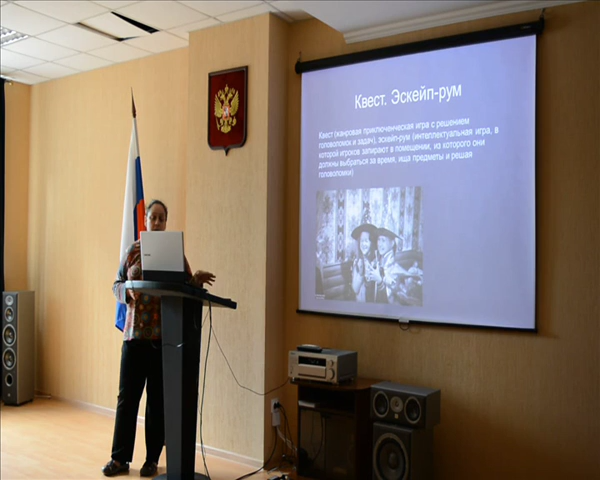 Квест. Эскейп-рум
Квест (жанровая приключенческая игра с решением
головоломок и задач), эскейп-рум (интеллектуальная игра, в
которой игроков запирают в помещении, из которого они
должны выбраться за время, ища предметы и решая
головоломки)